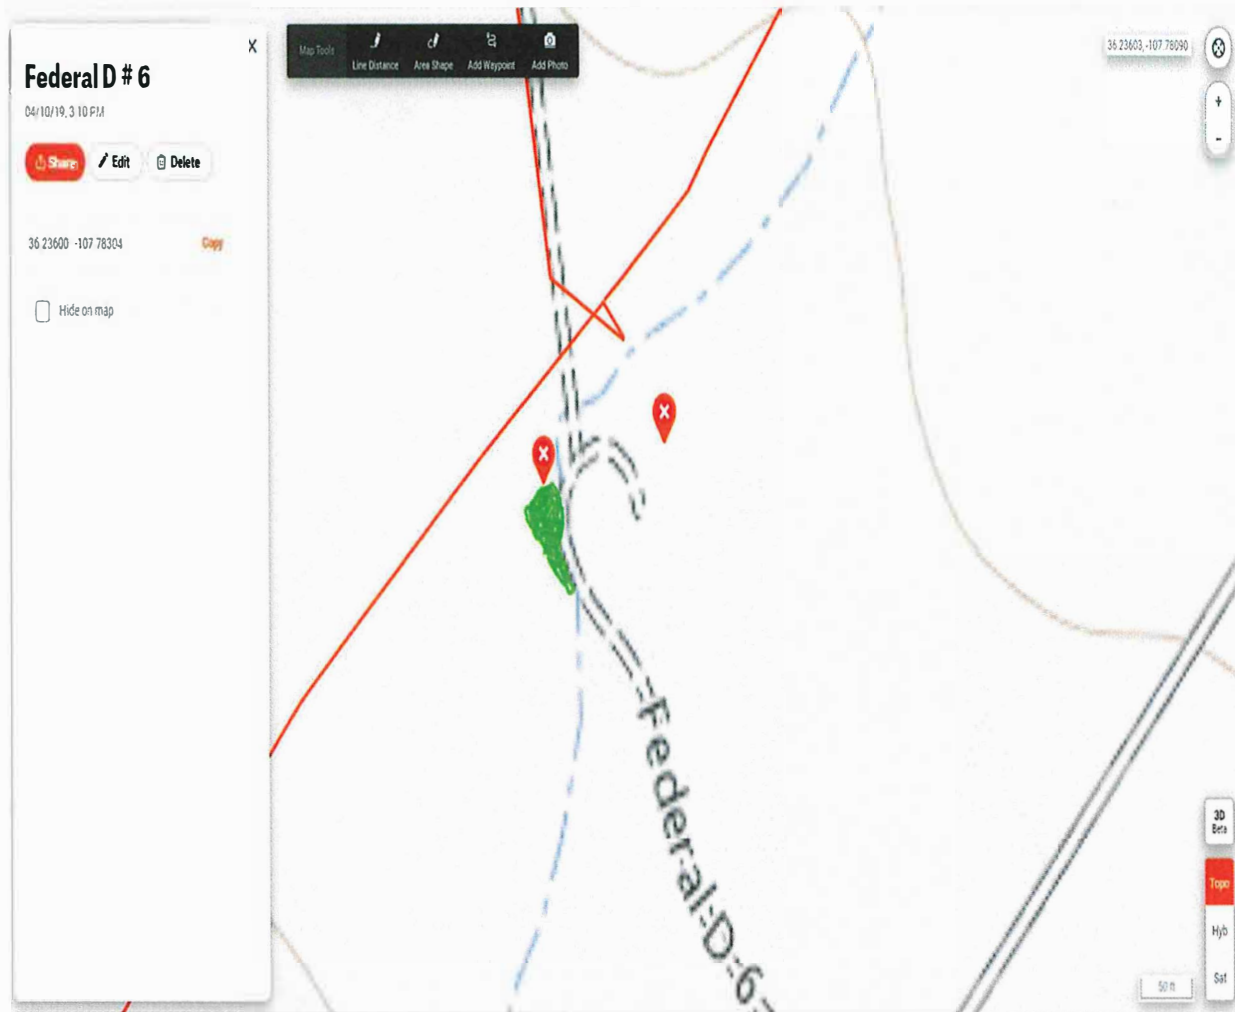 X
Federal D # 6
04/10/19, 3:10 PM
Share
Edit
Delete
36.23600 -107.78304
Copy
Hide on map
Map Tools
Line Distance
Area Shape
Add Waypoint
Add Photo
36.23603,-107.78090
+
-
Federal D 6
3D
Beta
Topo
Hyb
Sat
50 ft